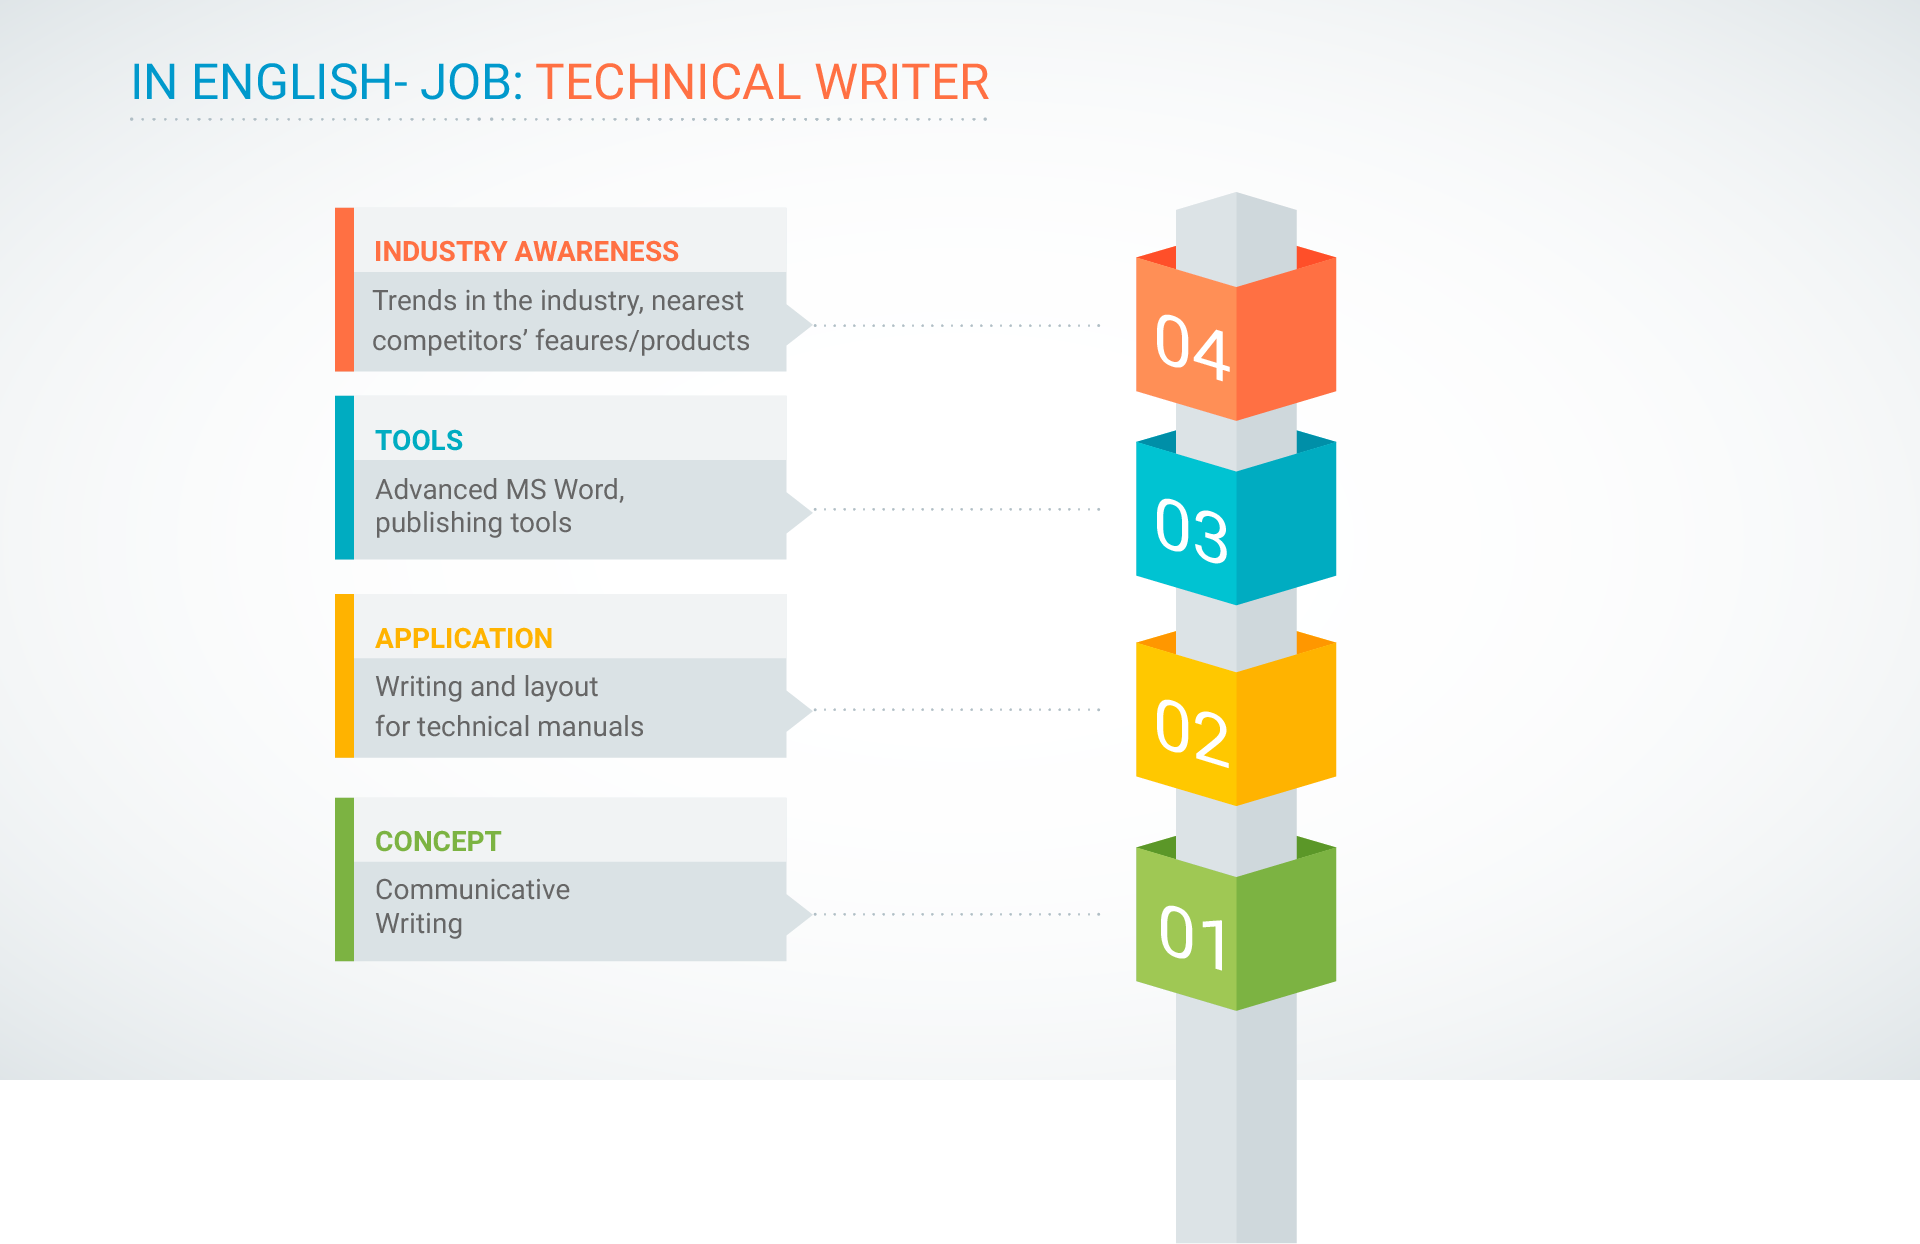 IN ENGLISH- JOB: TECHNICAL WRITER
INDUSTRY AWARENESS
Trends in the industry, nearest
competitors’ feaures/products
04
TOOLS
Advanced MS Word,
publishing tools
03
APPLICATION
Writing and layout
for technical manuals
02
CONCEPT
Communicative
Writing
01